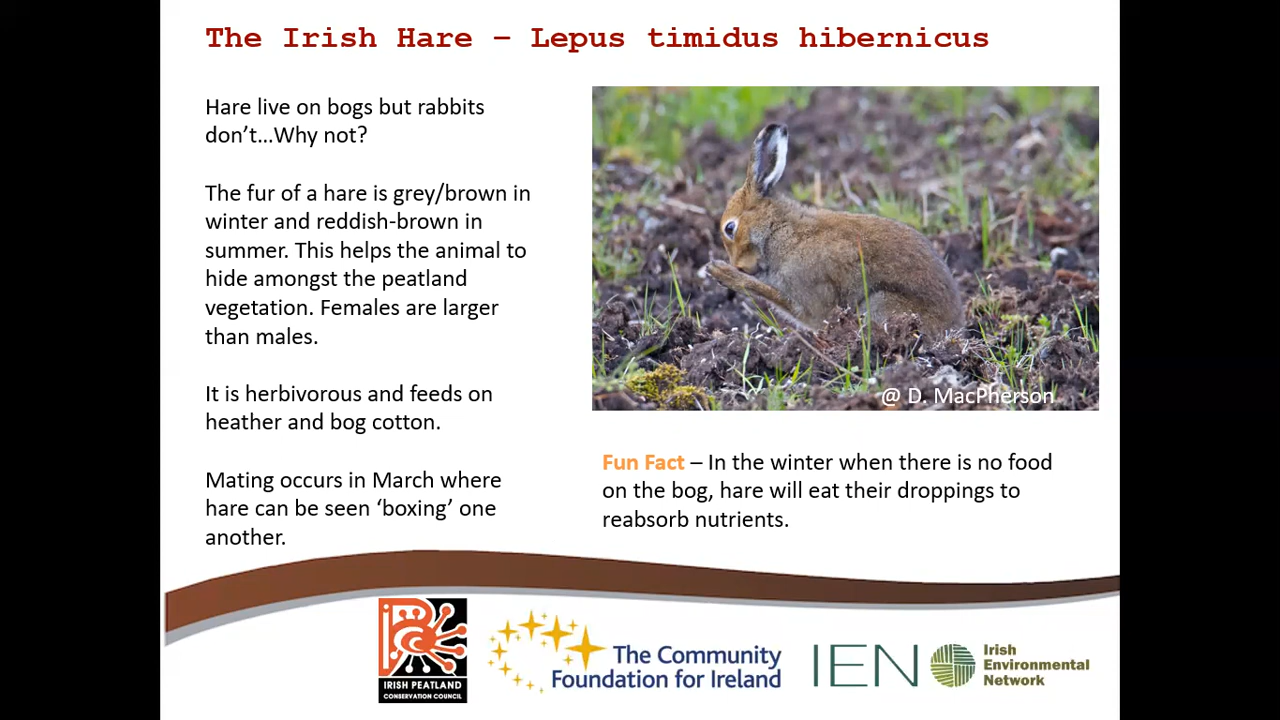 The Irish Hare – Lepus timidus hibernicus
Hare live on bogs but rabbits
don't…Why not?
The fur of a hare is grey/brown in
winter and reddish-brown in
summer. This helps the animal to
hide amongst the peatland
vegetation. Females are larger
than males.
It is herbivorous and feeds on
heather and bog cotton.
Mating occurs in March where
hare can be seen ‘boxing’ one
another.
@ D. MacPherson
Fun Fact – In the winter when there is no food
on the bog, hare will eat their droppings to
reabsorb nutrients.
IRISH PEATLAND
CONSERVATION COUNCIL
The Community
Foundation for Ireland
IEN
Irish
Environmental
Network